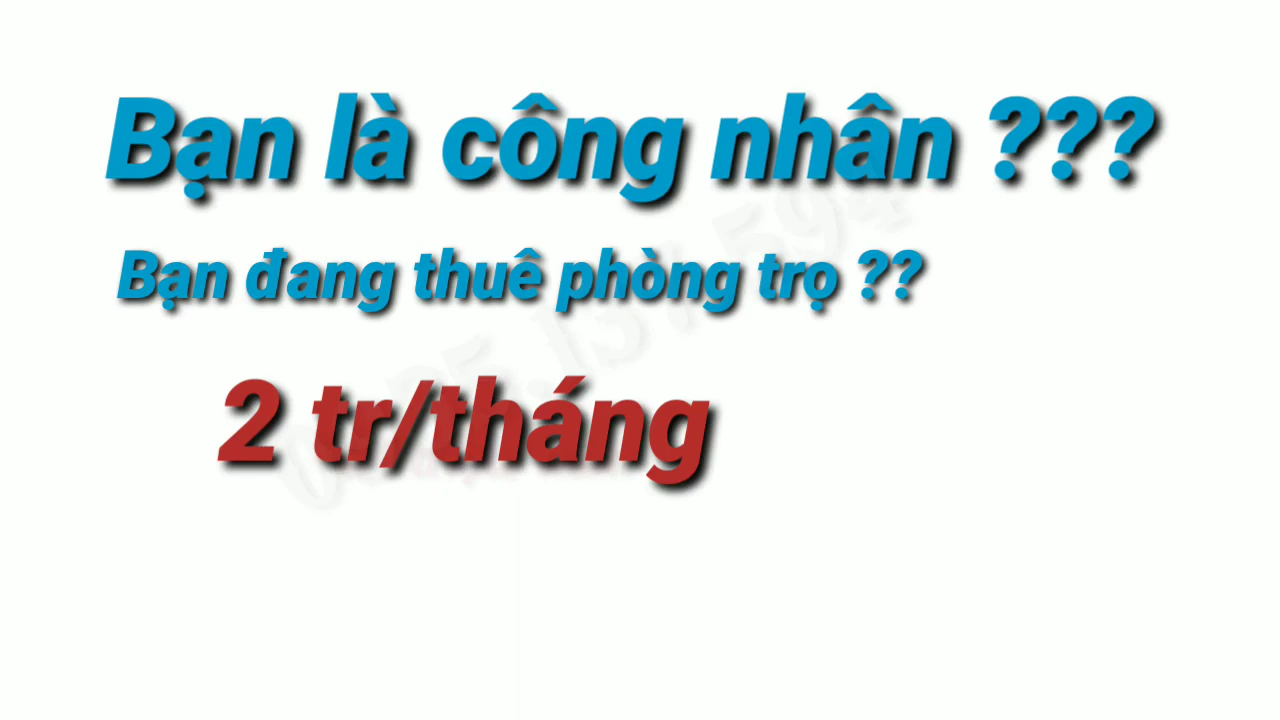 Bạn là công nhân ???
Bạn đang thuê phòng trọ ??
2 tr/tháng